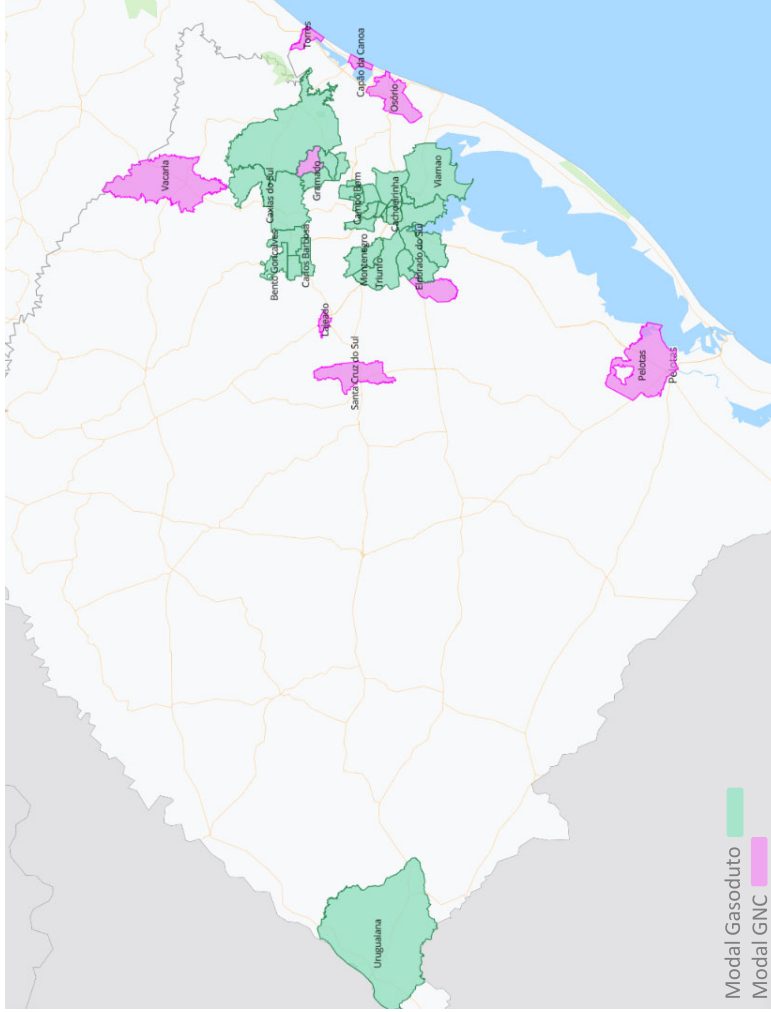 Torres
Capão da Canoa
Osório
Vacaria
Gramado
Caxias do Sul
Campo Bom
Cachoeirinha
Viamao
Bento Gonçalves
Carlos Barbosa
Montenegro
Triunfo
Eldorado do Sul
Lajeado
Santa Cruz do Sul
Pelotas
Pelotas
Uruguaiana
Modal Gasoduto
Modal GNC